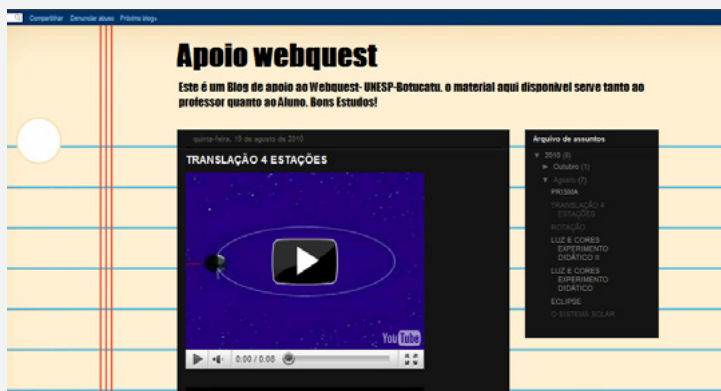 Compartilhar Denunciar abuso Próximo blog»
Apoio webquest
Este é um Blog de apoio ao Webquest- UNESP-Botucatu. o material aqui disponível serve tanto ao
professor quanto ao Aluno. Bons Estudos!
quinta-feira, 19 de agosto de 2010
TRANSLAÇÃO 4 ESTAÇÕES
You Tube
0:00 / 0:08
Arquivo de assuntos
▼ 2010 (8)
► Outubro (1)
▼ Agosto (7)
PRISMA
TRANSLAÇÃO 4
ESTAÇÕES
ROTAÇÃO
LUZ E CORES
EXPERIMENTO
DIDÁTICO II
LUZ E CORES
EXPERIMENTO
DIDÁTICO
ECLIPSE
O SISTEMA SOLAR